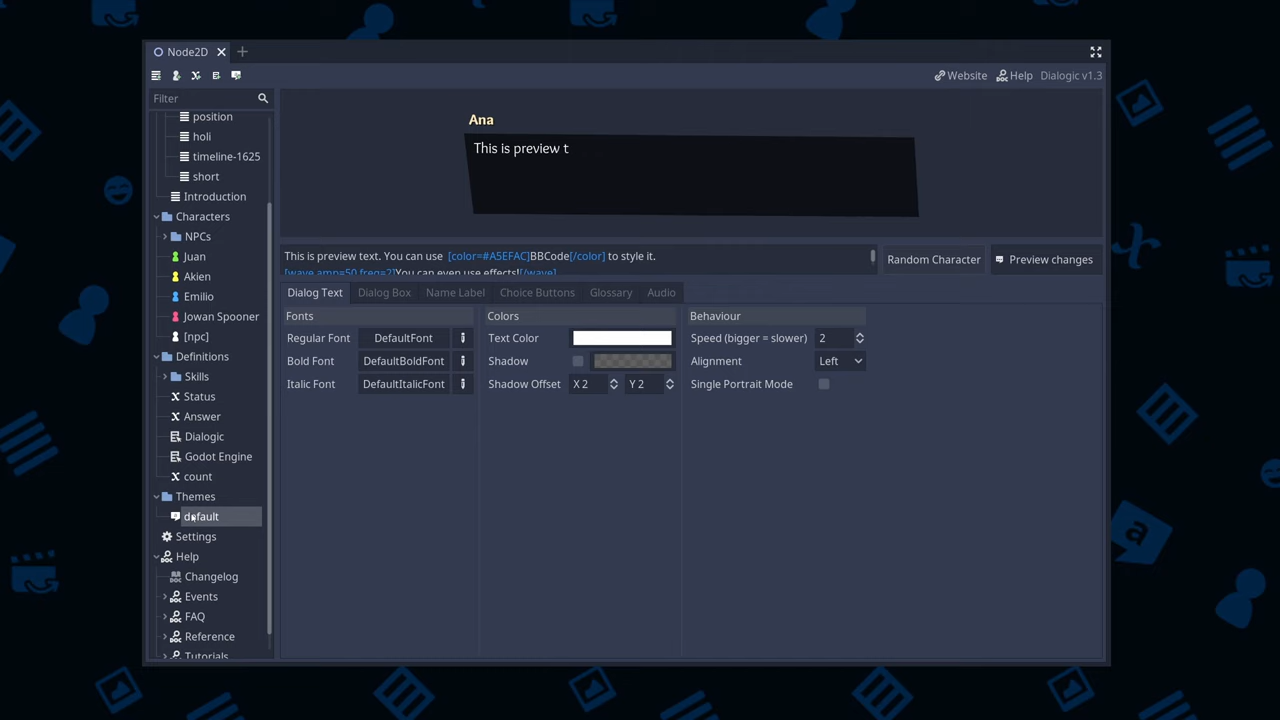 Node2D
Website
Help
Dialogic v1.3
Filter
position
holi
timeline-1625
short
Introduction
Characters
NPCs
Juan
Akien
Emilio
Jowan Spooner
[npc]
Definitions
Skills
Status
Answer
Dialogic
Godot Engine
count
Themes
default
Settings
Help
Changelog
Events
FAQ
Reference
Tutorials
Ana
This is preview t
This is preview text. You can use [color=#A5EFAC]BBCode[/color] to style it.
[wave amp=50 freq=2]You can even use effects![/wave]
Random Character
Preview changes
Dialog Text
Dialog Box
Name Label
Choice Buttons
Glossary
Audio
Fonts
Regular Font DefaultFont
Bold Font DefaultBoldFont
Italic Font DefaultItalicFont
Colors
Text Color
Shadow
Shadow Offset X 2 Y 2
Behaviour
Speed (bigger = slower) 2
Alignment Left
Single Portrait Mode